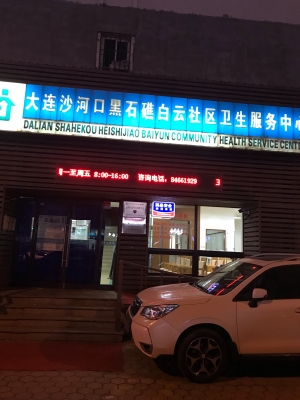 大连沙河口黑石礁白云社区卫生服务中心
DALIAN SHAHEKOU HEISHIJIAO BAIYUN COMMUNITY HEALTH SERVICE CENT
一至周五 8:00-16:00 咨询电话：84661929